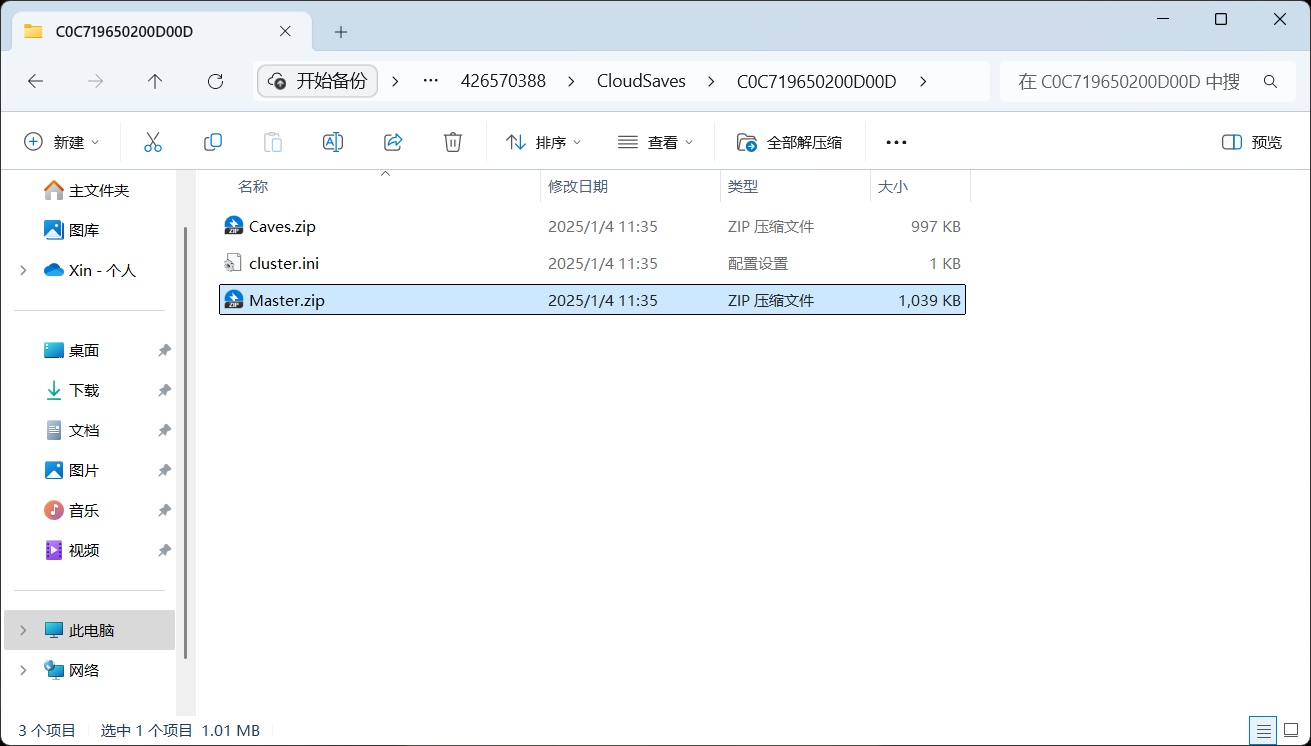 C0C719650200D00D
开始备份 426570388 CloudSaves C0C719650200D00D 在 C0C719650200D00D 中搜
新建 排序 查看 全部解压缩 预览
主文件夹
图库
Xin - 个人
桌面
下载
文档
图片
音乐
视频
此电脑
网络
名称 修改日期 类型 大小
Caves.zip 2025/1/4 11:35 ZIP 压缩文件 997 KB
cluster.ini 2025/1/4 11:35 配置设置 1 KB
Master.zip 2025/1/4 11:35 ZIP 压缩文件 1,039 KB
3 个项目 选中 1 个项目 1.01 MB